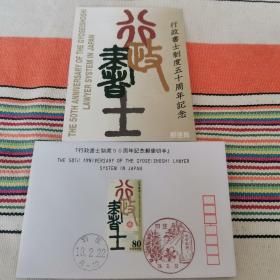 THE 50TH ANNIVERSARY OF THE GYOSEISHOSHI
LAWYER SYSTEM IN JAPAN
行政書士
行政書士制度五十周年記念
郵便局
「行政書士制度50周年記念郵便切手」
THE 50TH ANNIVERSARY OF THE GYOSEISHOSHI LAWYER
SYSTEM IN JAPAN
行政書士
80
13.2.22